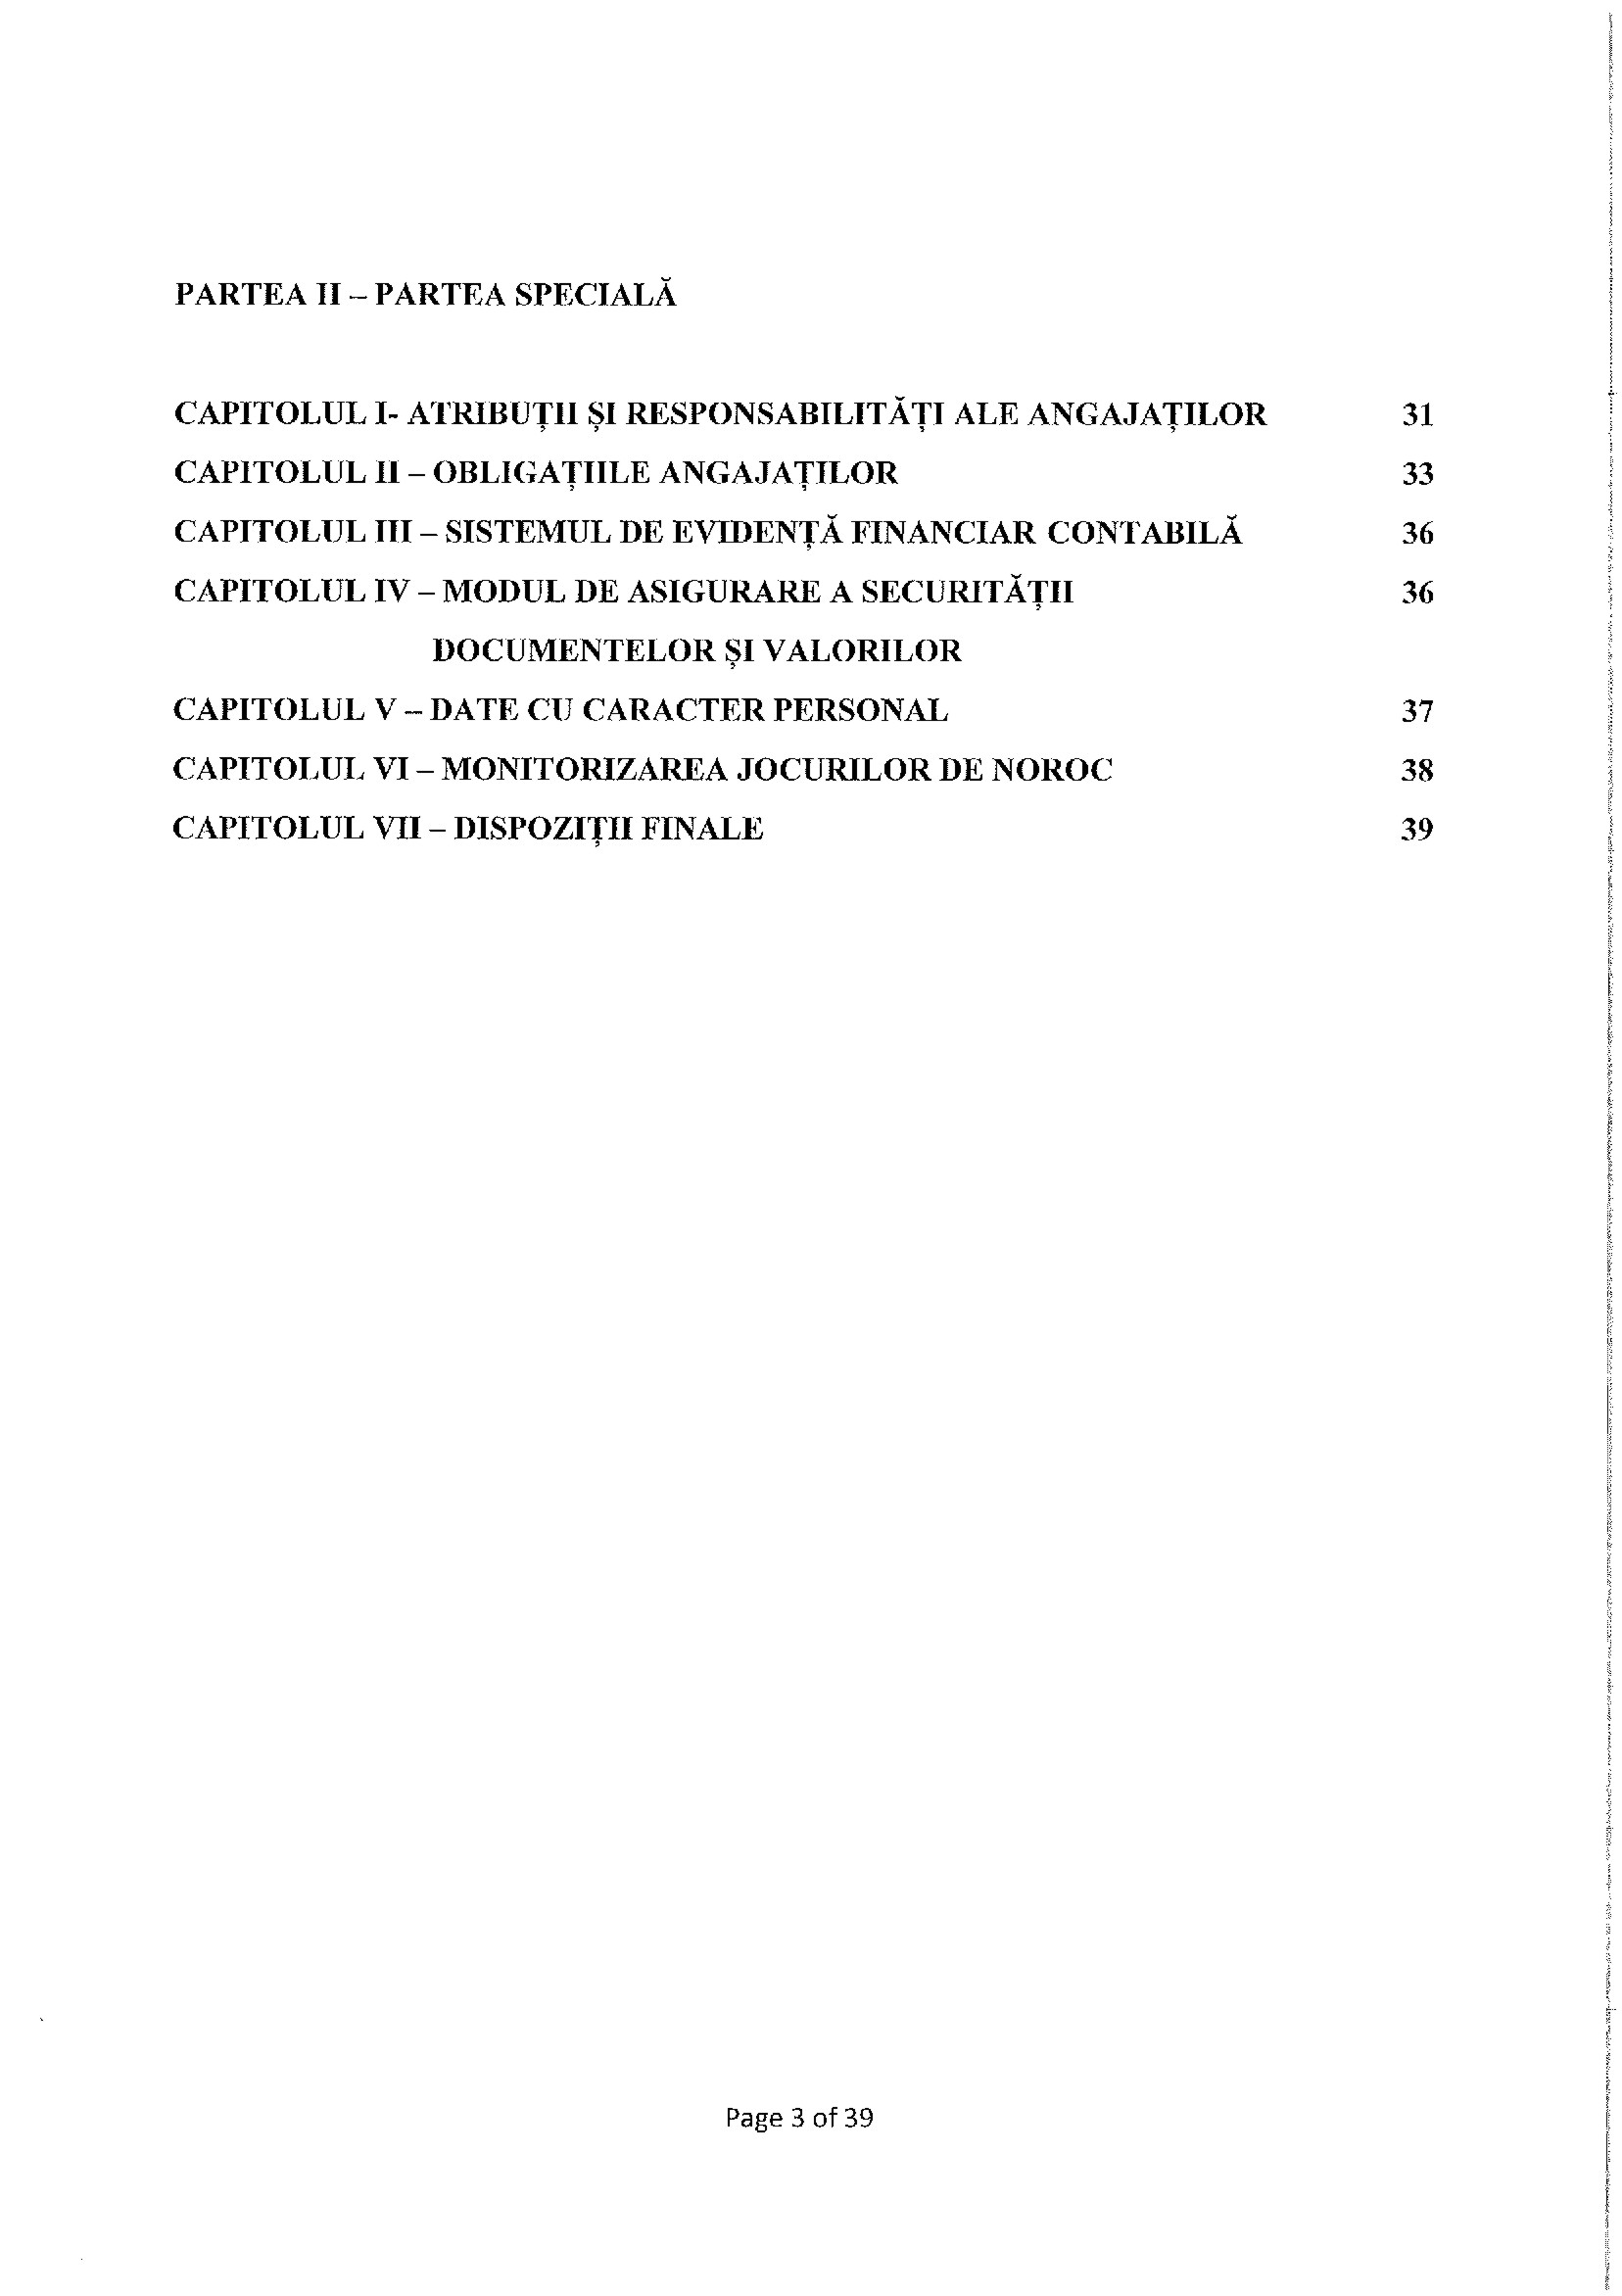 PARTEA II – PARTEA SPECIALĂ
CAPITOLUL I- ATRIBUȚII ȘI RESPONSABILITĂȚI ALE ANGAJAȚILOR 31
CAPITOLUL II – OBLIGAȚIILE ANGAJAȚILOR 33
CAPITOLUL III – SISTEMUL DE EVIDENȚĂ FINANCIAR CONTABILĂ 36
CAPITOLUL IV – MODUL DE ASIGURARE A SECURITĂȚII 36
DOCUMENTELOR ȘI VALORILOR
CAPITOLUL V – DATE CU CARACTER PERSONAL 37
CAPITOLUL VI – MONITORIZAREA JOCURILOR DE NOROC 38
CAPITOLUL VII – DISPOZIȚII FINALE 39
Page 3 of 39